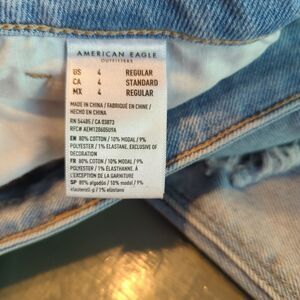 AMERICAN EAGLE
OUTFITTERS
US 4 REGULAR
CA 4 STANDARD
MX 4 REGULAR
MADE IN CHINA / FABRIQUÉ EN CHINE /
HECHO EN CHINA
RN 54485 / CA 03873
RFC# AEM1206
EN 80% COTTON / 10% MODAL / 9%
POLYESTER / 1% ELASTANE, EXCLUSIVE OF
DECORATION
FR 80% COTON / 10% MODAL / 9%
POLYESTER / 1% ÉLASTHANNE, À
L'EXCEPTION DE LA GARNITURE
SP 80% algodón / 10% modal / 9%
/ 1% elastano